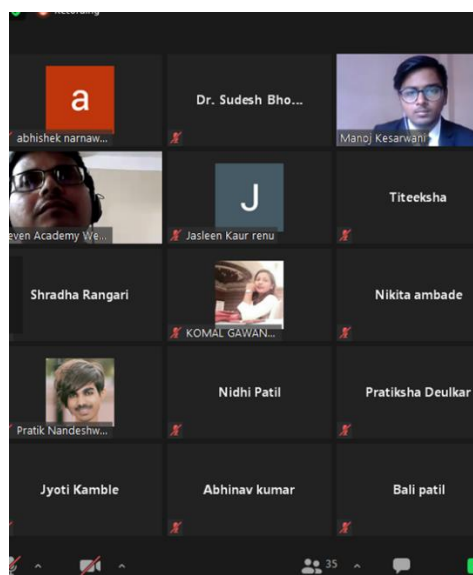 Recording
a
abhishek narnaw...
Dr. Sudesh Bho...
Manoj Kesarwani
even Academy We...
J
Jasleen Kaur renu
Titeeksha
Shradha Rangari
KOMAL GAWAN...
Nikita ambade
Pratik Nandeshw...
Nidhi Patil
Pratiksha Deulkar
Jyoti Kamble
Abhinav kumar
Bali patil
35